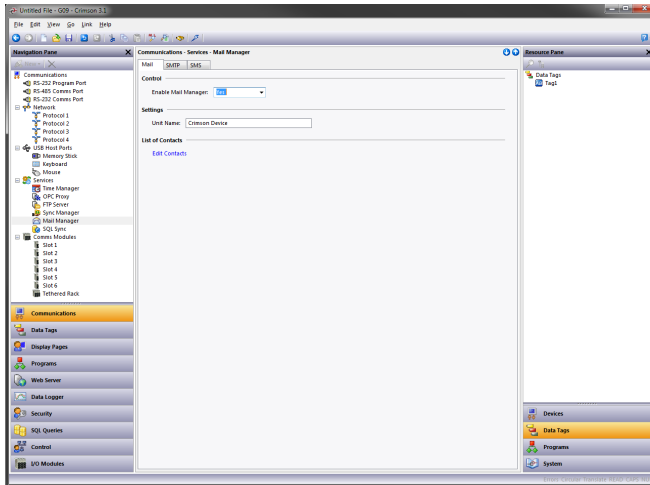 Untitled File - G09 - Crimson 3.1
File Edit View Go Link Help
Navigation Pane
Communications - Services - Mail Manager
Resource Pane
Communications
RS-232 Program Port
RS-485 Comms Port
RS-232 Comms Port
Network
Protocol 1
Protocol 2
Protocol 3
Protocol 4
USB Host Ports
Memory Stick
Keyboard
Mouse
Services
Time Manager
OPC Proxy
FTP Server
Sync Manager
Mail Manager
SQL Sync
Comms Modules
Slot 1
Slot 2
Slot 3
Slot 4
Slot 5
Slot 6
Tethered Rack
Communications
Data Tags
Display Pages
Programs
Web Server
Data Logger
Security
SQL Queries
Control
I/O Modules
Mail SMTP SMS
Control
Enable Mail Manager: Yes
Settings
Unit Name: Crimson Device
List of Contacts
Edit Contacts
Data Tags
Tag1
Devices
Data Tags
Programs
System
Errors Circular Translate READ CAPS